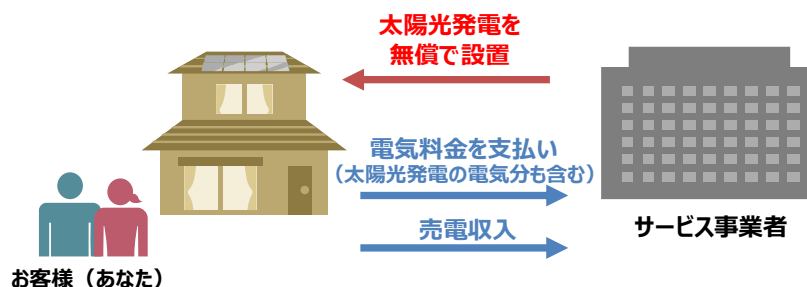 太陽光発電を
無償で設置
電気料金を支払い
（太陽光発電の電気分も含む）
売電収入
サービス事業者
お客様（あなた）